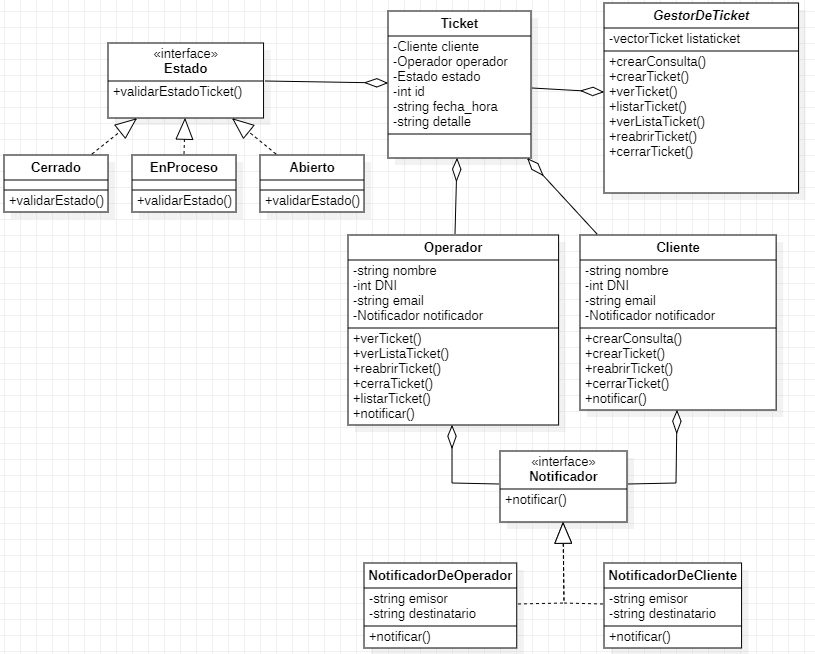 «interface»
Estado
+validarEstadoTicket()
Cerrado
+validarEstado()
EnProceso
+validarEstado()
Abierto
+validarEstado()
Ticket
-Cliente cliente
-Operador operador
-Estado estado
-int id
-string fecha_hora
-string detalle
GestorDeTicket
-vectorTicket listaticket
+crearConsulta()
+crearTicket()
+verTicket()
+listarTicket()
+verListaTicket()
+reabrirTicket()
+cerrarTicket()
Operador
-string nombre
-int DNI
-string email
-Notificador notificador
+verTicket()
+verListaTicket()
+reabrirTicket()
+cerraTicket()
+listarTicket()
+notificar()
Cliente
-string nombre
-int DNI
-string email
-Notificador notificador
+crearConsulta()
+crearTicket()
+reabrirTicket()
+cerrarTicket()
+notificar()
«interface»
Notificador
+notificar()
NotificadorDeOperador
-string emisor
-string destinatario
+notificar()
NotificadorDeCliente
-string emisor
-string destinatario
+notificar()